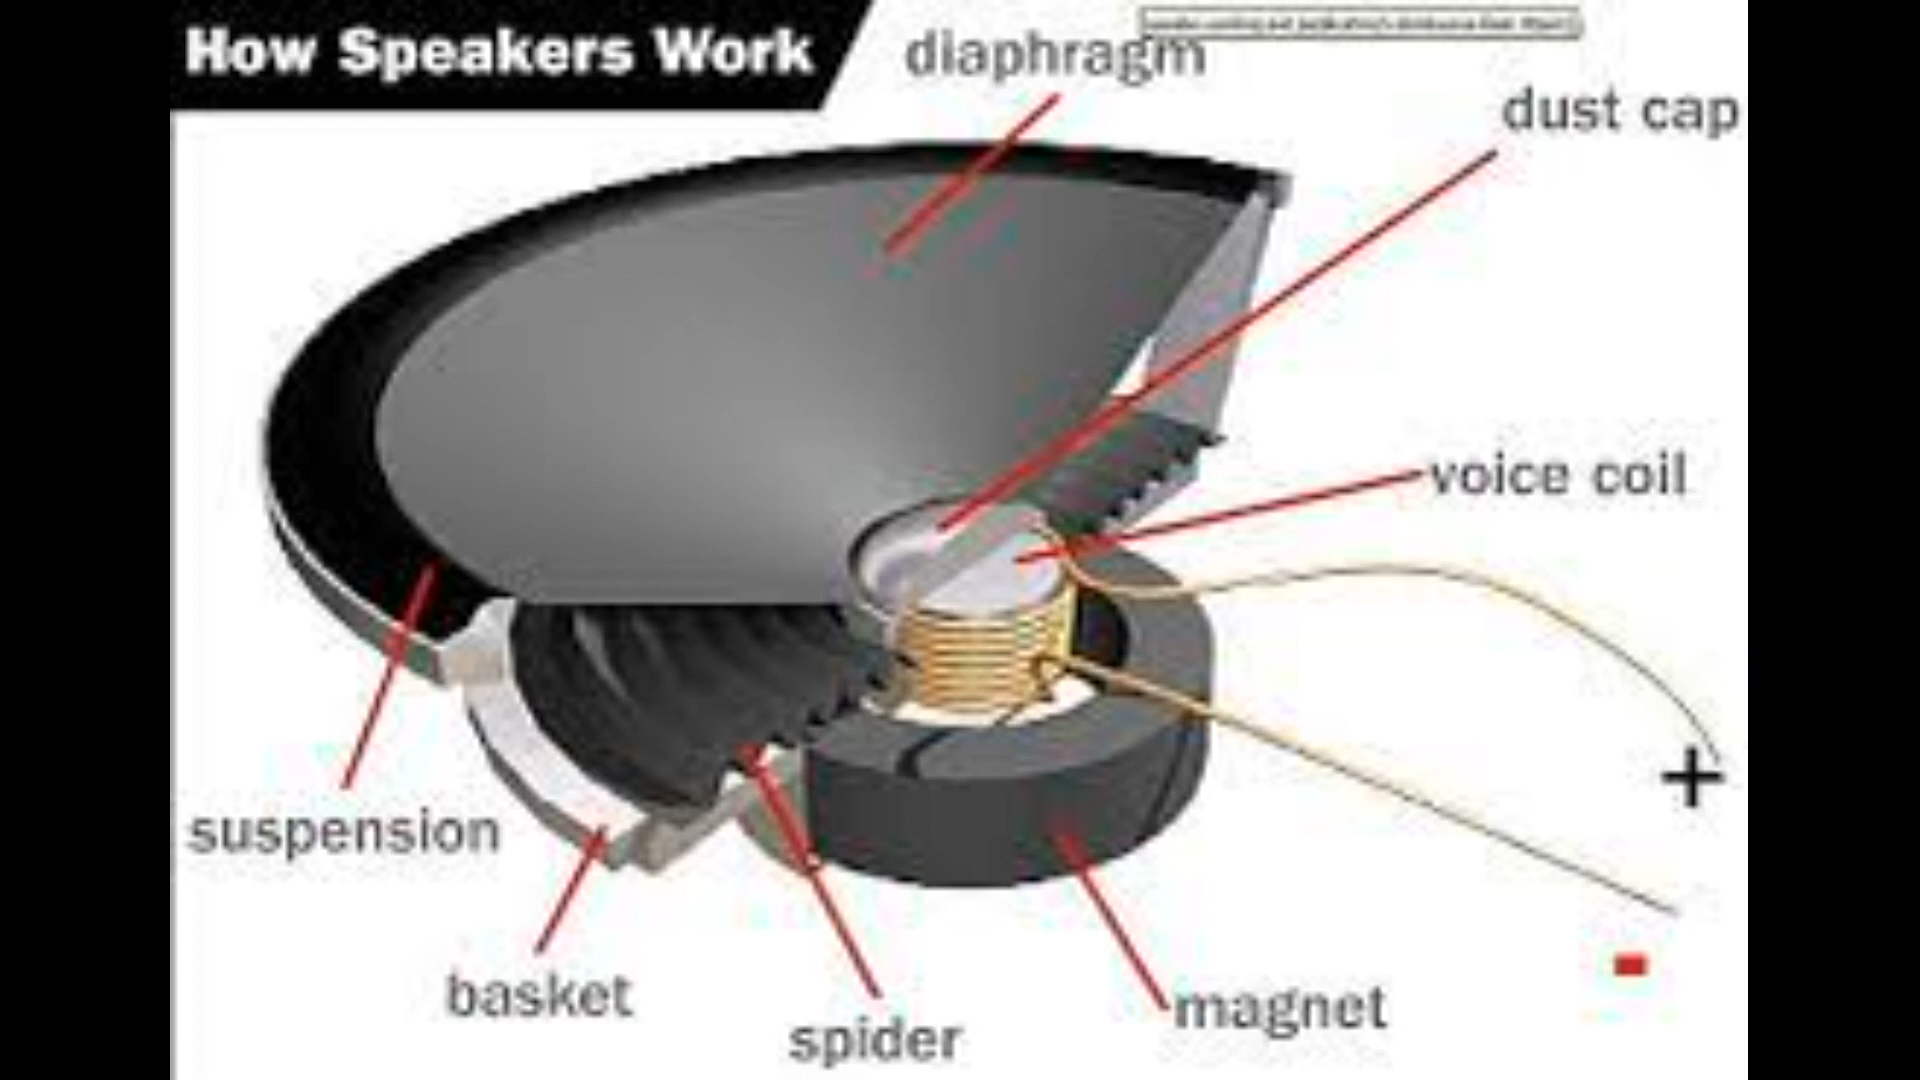 How Speakers Work
diaphragm
dust cap
voice coil
+
suspension
-
basket
magnet
spider